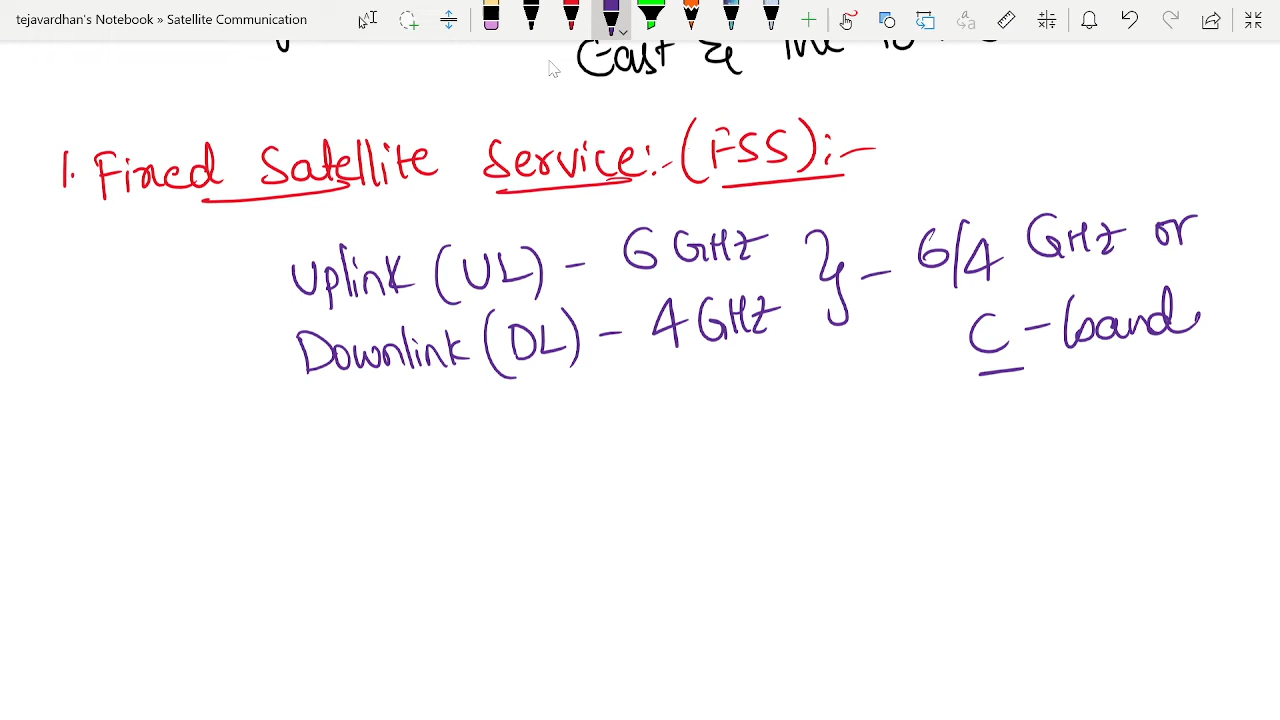 tejavardhan's Notebook » Satellite Communication
East & the
1. Fixed Satellite Service:- (FSS):-
Uplink (UL) - 6 GHz } - 6/4 GHz or
Downlink (DL) - 4 GHz C - band